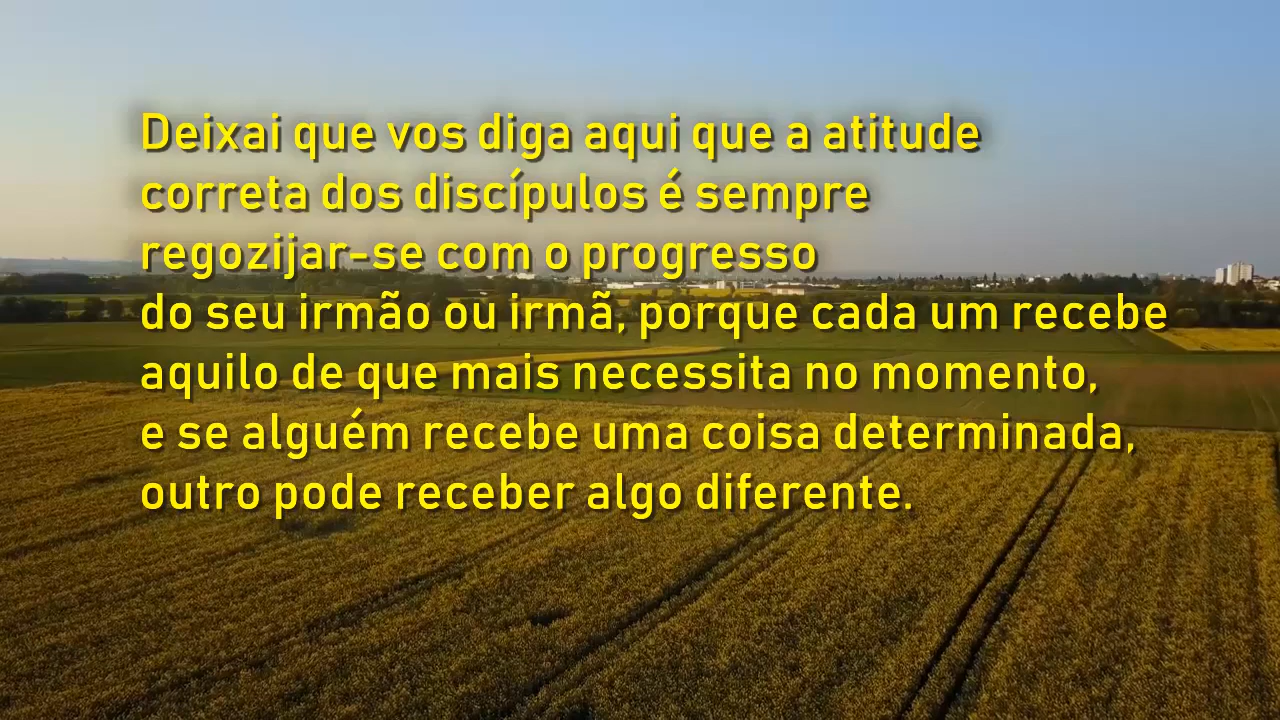 Deixai que vos diga aqui que a atitude
correta dos discípulos é sempre
regozijar-se com o progresso
do seu irmão ou irmã, porque cada um recebe
aquilo de que mais necessita no momento,
e se alguém recebe uma coisa determinada,
outro pode receber algo diferente.